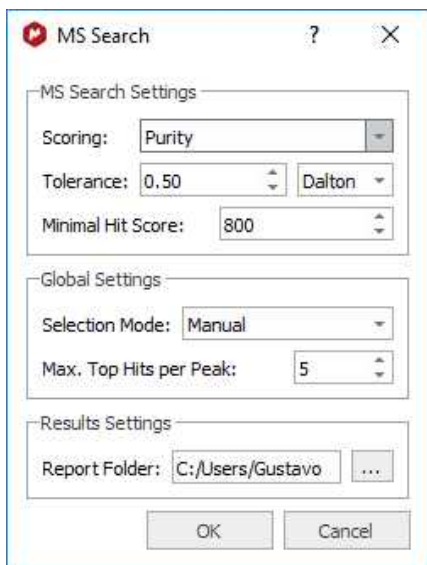 MS Search ?
MS Search Settings
Scoring: Purity
Tolerance: 0.50 Dalton
Minimal Hit Score: 800
Global Settings
Selection Mode: Manual
Max. Top Hits per Peak: 5
Results Settings
Report Folder: C:/Users/Gustavo ...
OK Cancel